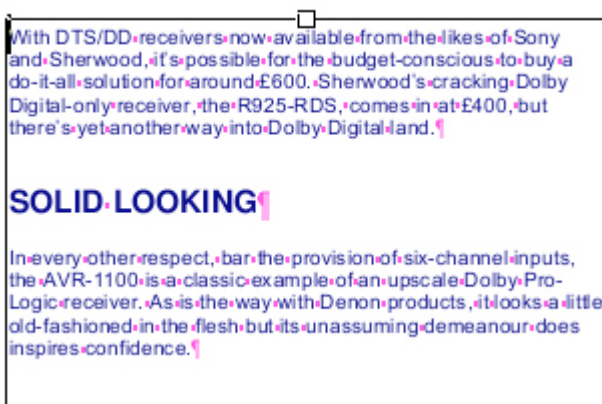 With DTS/DD receivers now available from the likes of Sony
and Sherwood, it's possible for the budget-conscious to buy a
do-it-all solution for around £600. Sherwood's cracking Dolby
Digital-only receiver, the R925-RDS, comes in at £400, but
there's yet another way into Dolby Digital land.¶
SOLID LOOKING¶
In every other respect, bar the provision of six-channel inputs,
the AVR-1100 is a classic example of an upscale Dolby Pro-
Logic receiver. As is the way with Denon products, it looks a little
old-fashioned in the flesh but its unassuming demeanour does
inspires confidence.¶